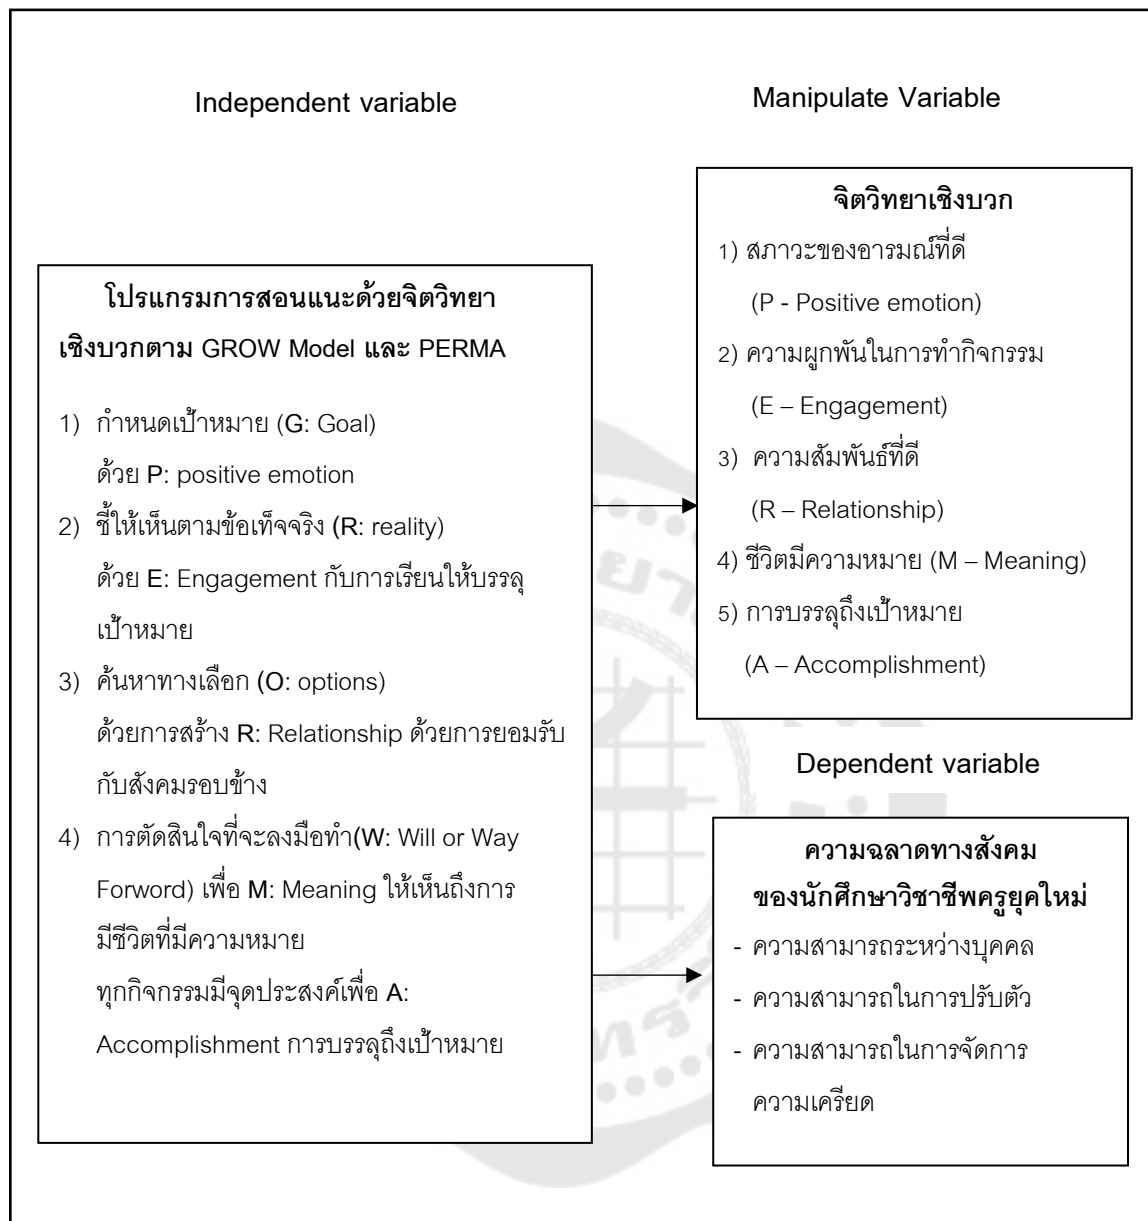 Independent variable
Manipulate Variable
โปรแกรมการสอนแนะด้วยจิตวิทยา
เชิงบวกตาม GROW Model และ PERMA
1) กำหนดเป้าหมาย (G: Goal)
ด้วย P: positive emotion
2) ชี้ให้เห็นตามข้อเท็จจริง (R: reality)
ด้วย E: Engagement กับการเรียนให้บรรลุ
เป้าหมาย
3) ค้นหาทางเลือก (O: options)
ด้วยการสร้าง R: Relationship ด้วยการยอมรับ
กับสังคมรอบข้าง
4) การตัดสินใจที่จะลงมือทำ(W: Will or Way
Forword) เพื่อ M: Meaning ให้เห็นถึงการ
มีชีวิตที่มีความหมาย
ทุกกิจกรรมมีจุดประสงค์เพื่อ A:
Accomplishment การบรรลุถึงเป้าหมาย
จิตวิทยาเชิงบวก
1) สภาวะของอารมณ์ที่ดี
(P - Positive emotion)
2) ความผูกพันในการทำกิจกรรม
(E – Engagement)
3) ความสัมพันธ์ที่ดี
(R – Relationship)
4) ชีวิตมีความหมาย (M – Meaning)
5) การบรรลุถึงเป้าหมาย
(A – Accomplishment)
Dependent variable
ความฉลาดทางสังคม
ของนักศึกษาวิชาชีพครูยุคใหม่
- ความสามารถระหว่างบุคคล
- ความสามารถในการปรับตัว
- ความสามารถในการจัดการ
ความเครียด